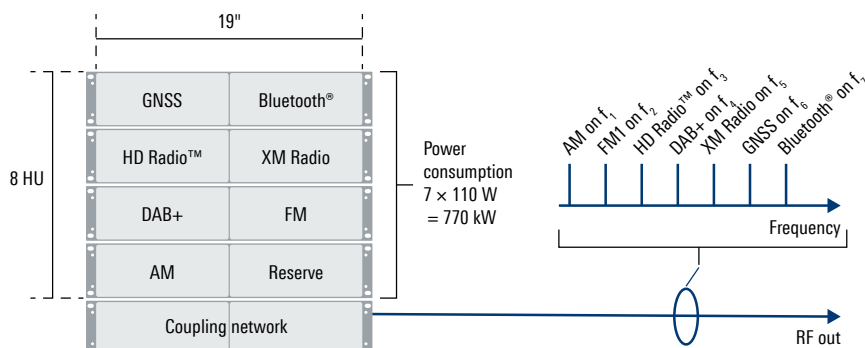 19"
GNSS
Bluetooth®
HD Radio™
XM Radio
8 HU
DAB+
FM
AM
Reserve
Coupling network
Power
consumption
7 × 110 W
= 770 kW
AM on f1
FM1 on f2
HD Radio™ on f3
DAB+ on f4
XM Radio on f5
GNSS on f6
Bluetooth® on f7
Frequency
RF out